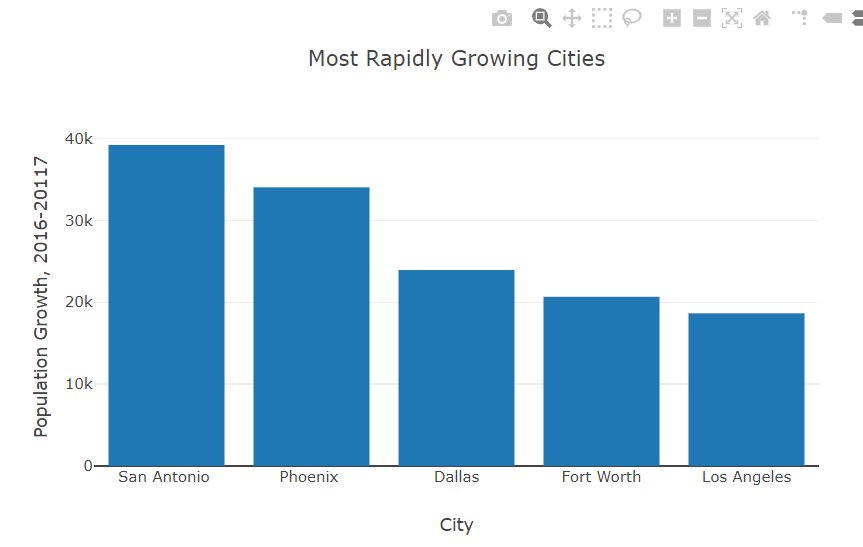 Most Rapidly Growing Cities
Population Growth, 2016-20117
40k
30k
20k
10k
0
San Antonio
Phoenix
Dallas
Fort Worth
Los Angeles
City